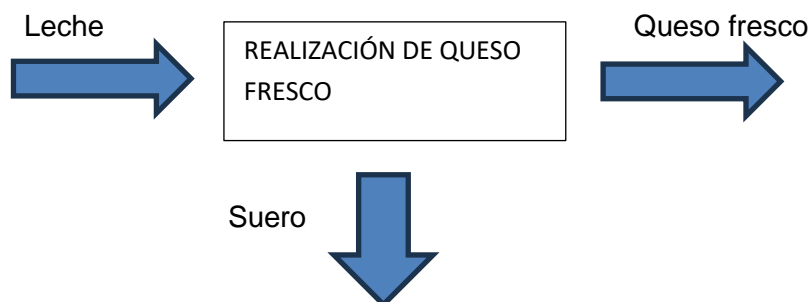 Leche
REALIZACIÓN DE QUESO
FRESCO
Queso fresco
Suero